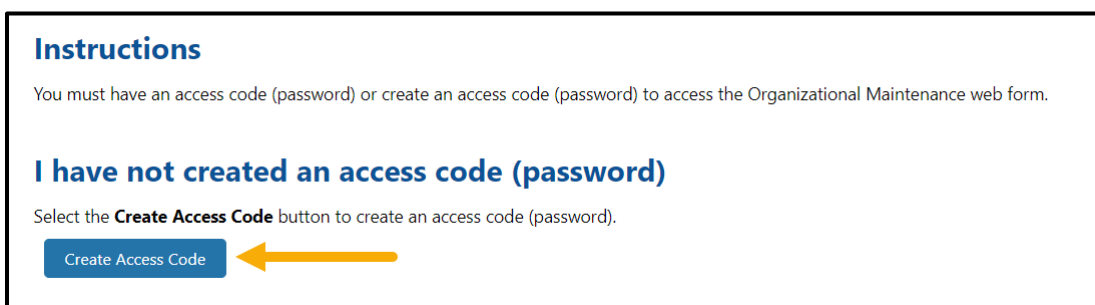 Instructions
You must have an access code (password) or create an access code (password) to access the Organizational Maintenance web form.
I have not created an access code (password)
Select the Create Access Code button to create an access code (password).
Create Access Code